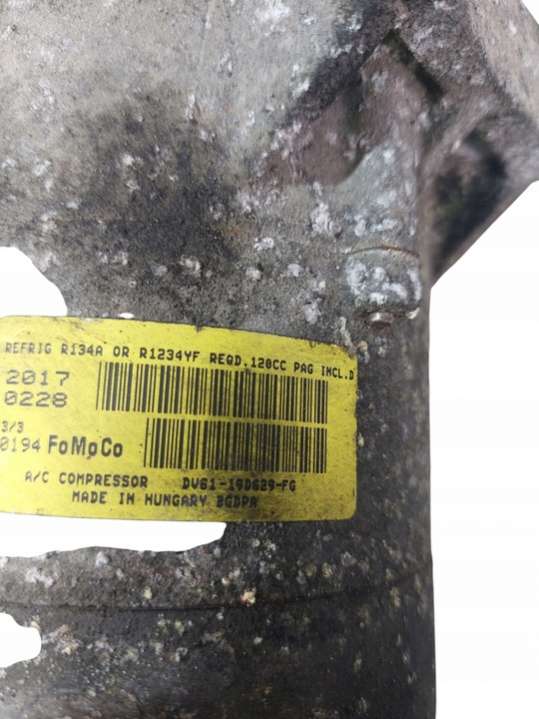 REFRIG R134A OR R1234YF REQD.120CC PAG INCL.D
2017
0228
3/3
0194 FoMoCo
A/C COMPRESSOR DV61-19D629-FG
MADE IN HUNGARY BGDPA